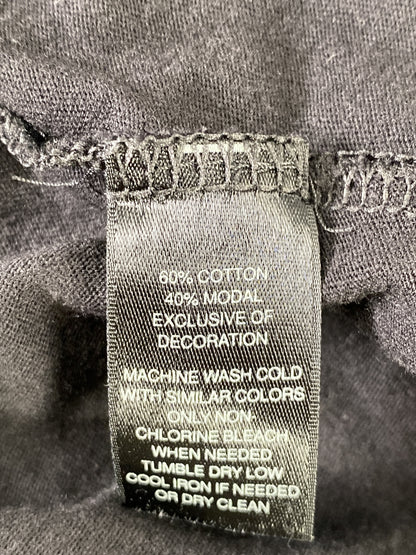 60% COTTON
40% MODAL
EXCLUSIVE OF
DECORATION
MACHINE WASH COLD
WITH SIMILAR COLORS
ONLY NON
CHLORINE BLEACH
WHEN NEEDED
TUMBLE DRY LOW
COOL IRON IF NEEDED
OR DRY CLEAN